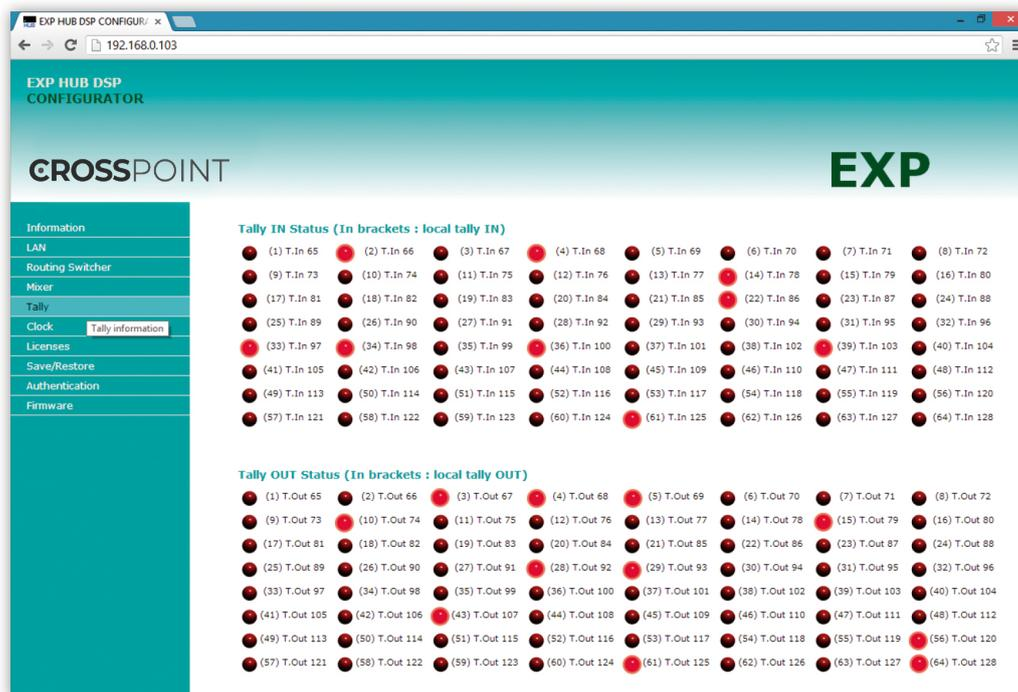 EXP HUB DSP CONFIGUR
192.168.0.103
EXP HUB DSP
CONFIGURATOR
CROSSPOINT
EXP
Information
LAN
Routing Switcher
Mixer
Tally
Clock
Tally information
Licenses
Save/Restore
Authentication
Firmware
Tally IN Status (In brackets : local tally IN)
(1) T.In 65 (2) T.In 66 (3) T.In 67 (4) T.In 68 (5) T.In 69 (6) T.In 70 (7) T.In 71 (8) T.In 72
(9) T.In 73 (10) T.In 74 (11) T.In 75 (12) T.In 76 (13) T.In 77 (14) T.In 78 (15) T.In 79 (16) T.In 80
(17) T.In 81 (18) T.In 82 (19) T.In 83 (20) T.In 84 (21) T.In 85 (22) T.In 86 (23) T.In 87 (24) T.In 88
(25) T.In 89 (26) T.In 90 (27) T.In 91 (28) T.In 92 (29) T.In 93 (30) T.In 94 (31) T.In 95 (32) T.In 96
(33) T.In 97 (34) T.In 98 (35) T.In 99 (36) T.In 100 (37) T.In 101 (38) T.In 102 (39) T.In 103 (40) T.In 104
(41) T.In 105 (42) T.In 106 (43) T.In 107 (44) T.In 108 (45) T.In 109 (46) T.In 110 (47) T.In 111 (48) T.In 112
(49) T.In 113 (50) T.In 114 (51) T.In 115 (52) T.In 116 (53) T.In 117 (54) T.In 118 (55) T.In 119 (56) T.In 120
(57) T.In 121 (58) T.In 122 (59) T.In 123 (60) T.In 124 (61) T.In 125 (62) T.In 126 (63) T.In 127 (64) T.In 128
Tally OUT Status (In brackets : local tally OUT)
(1) T.Out 65 (2) T.Out 66 (3) T.Out 67 (4) T.Out 68 (5) T.Out 69 (6) T.Out 70 (7) T.Out 71 (8) T.Out 72
(9) T.Out 73 (10) T.Out 74 (11) T.Out 75 (12) T.Out 76 (13) T.Out 77 (14) T.Out 78 (15) T.Out 79 (16) T.Out 80
(17) T.Out 81 (18) T.Out 82 (19) T.Out 83 (20) T.Out 84 (21) T.Out 85 (22) T.Out 86 (23) T.Out 87 (24) T.Out 88
(25) T.Out 89 (26) T.Out 90 (27) T.Out 91 (28) T.Out 92 (29) T.Out 93 (30) T.Out 94 (31) T.Out 95 (32) T.Out 96
(33) T.Out 97 (34) T.Out 98 (35) T.Out 99 (36) T.Out 100 (37) T.Out 101 (38) T.Out 102 (39) T.Out 103 (40) T.Out 104
(41) T.Out 105 (42) T.Out 106 (43) T.Out 107 (44) T.Out 108 (45) T.Out 109 (46) T.Out 110 (47) T.Out 111 (48) T.Out 112
(49) T.Out 113 (50) T.Out 114 (51) T.Out 115 (52) T.Out 116 (53) T.Out 117 (54) T.Out 118 (55) T.Out 119 (56) T.Out 120
(57) T.Out 121 (58) T.Out 122 (59) T.Out 123 (60) T.Out 124 (61) T.Out 125 (62) T.Out 126 (63) T.Out 127 (64) T.Out 128